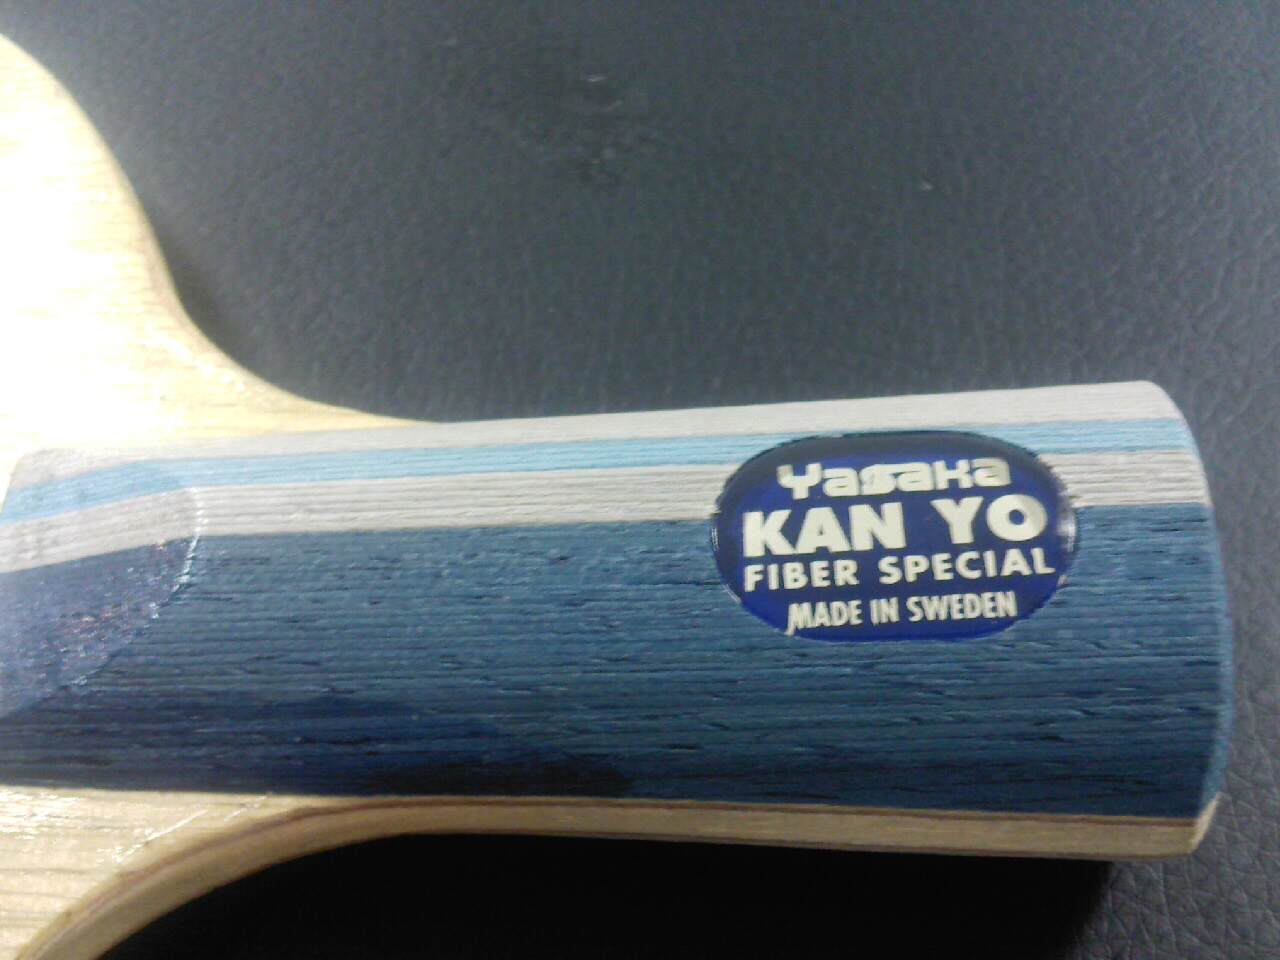 Yasaka
KAN YO
FIBER SPECIAL
MADE IN SWEDEN